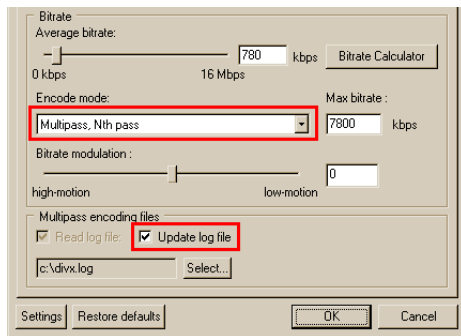 Bitrate
Average bitrate:
780 kbps Bitrate Calculator
0 kbps 16 Mbps
Encode mode: Max bitrate :
Multipass, Nth pass 7800 kbps
Bitrate modulation :
0
high-motion low-motion
Multipass encoding files
Read log file: Update log file
c:\divx.log Select...
Settings Restore defaults OK Cancel